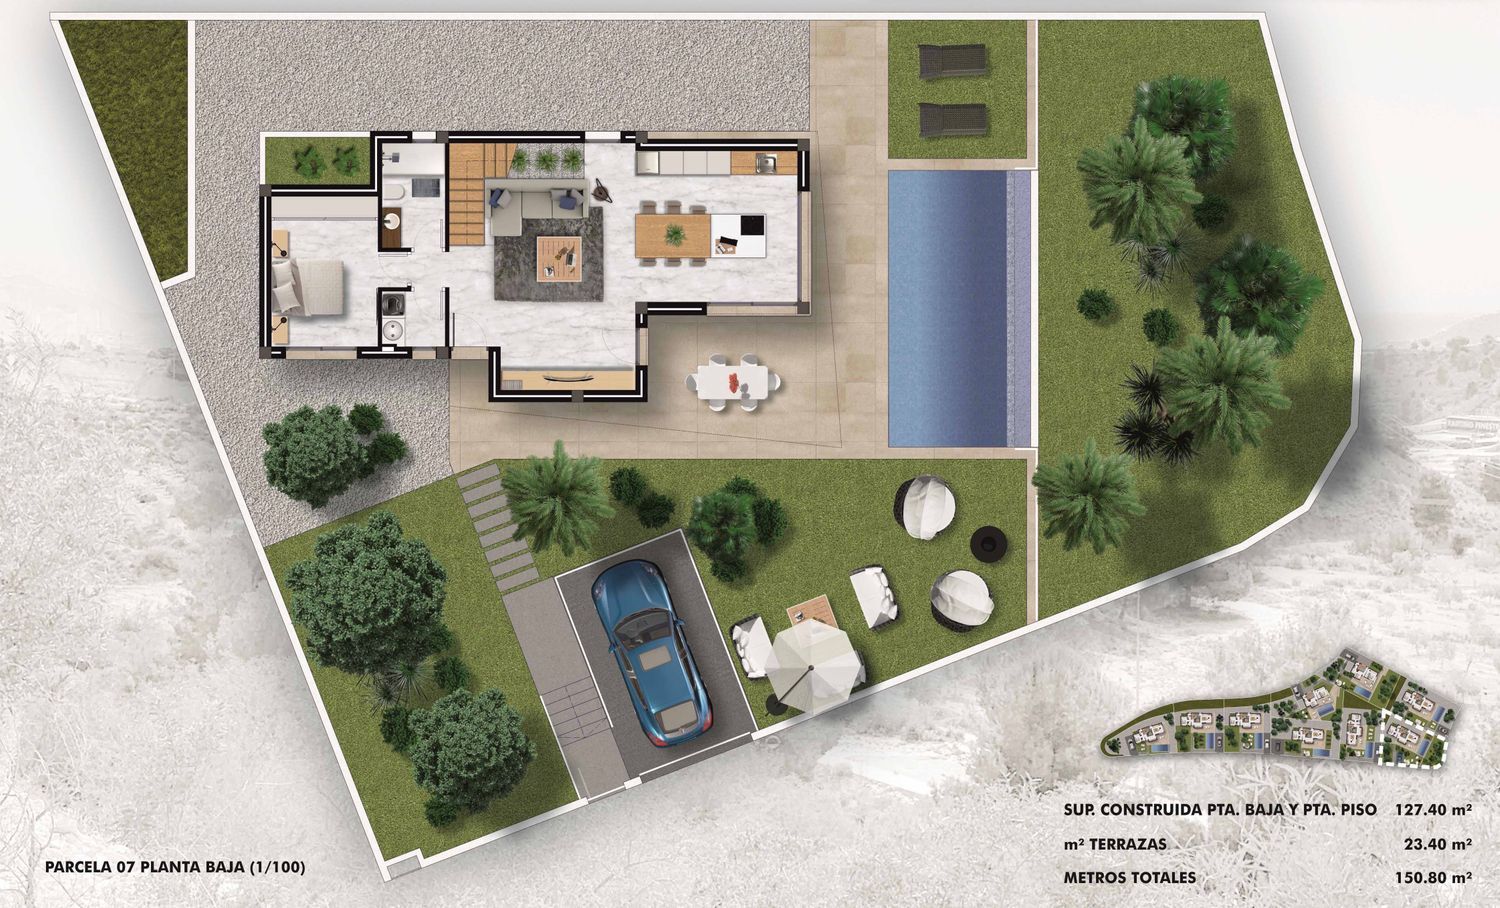 SUP. CONSTRUIDA PTA. BAJA Y PTA. PISO 127.40 m²
m² TERRAZAS 23.40 m²
METROS TOTALES 150.80 m²
PARCELA 07 PLANTA BAJA (1/100)